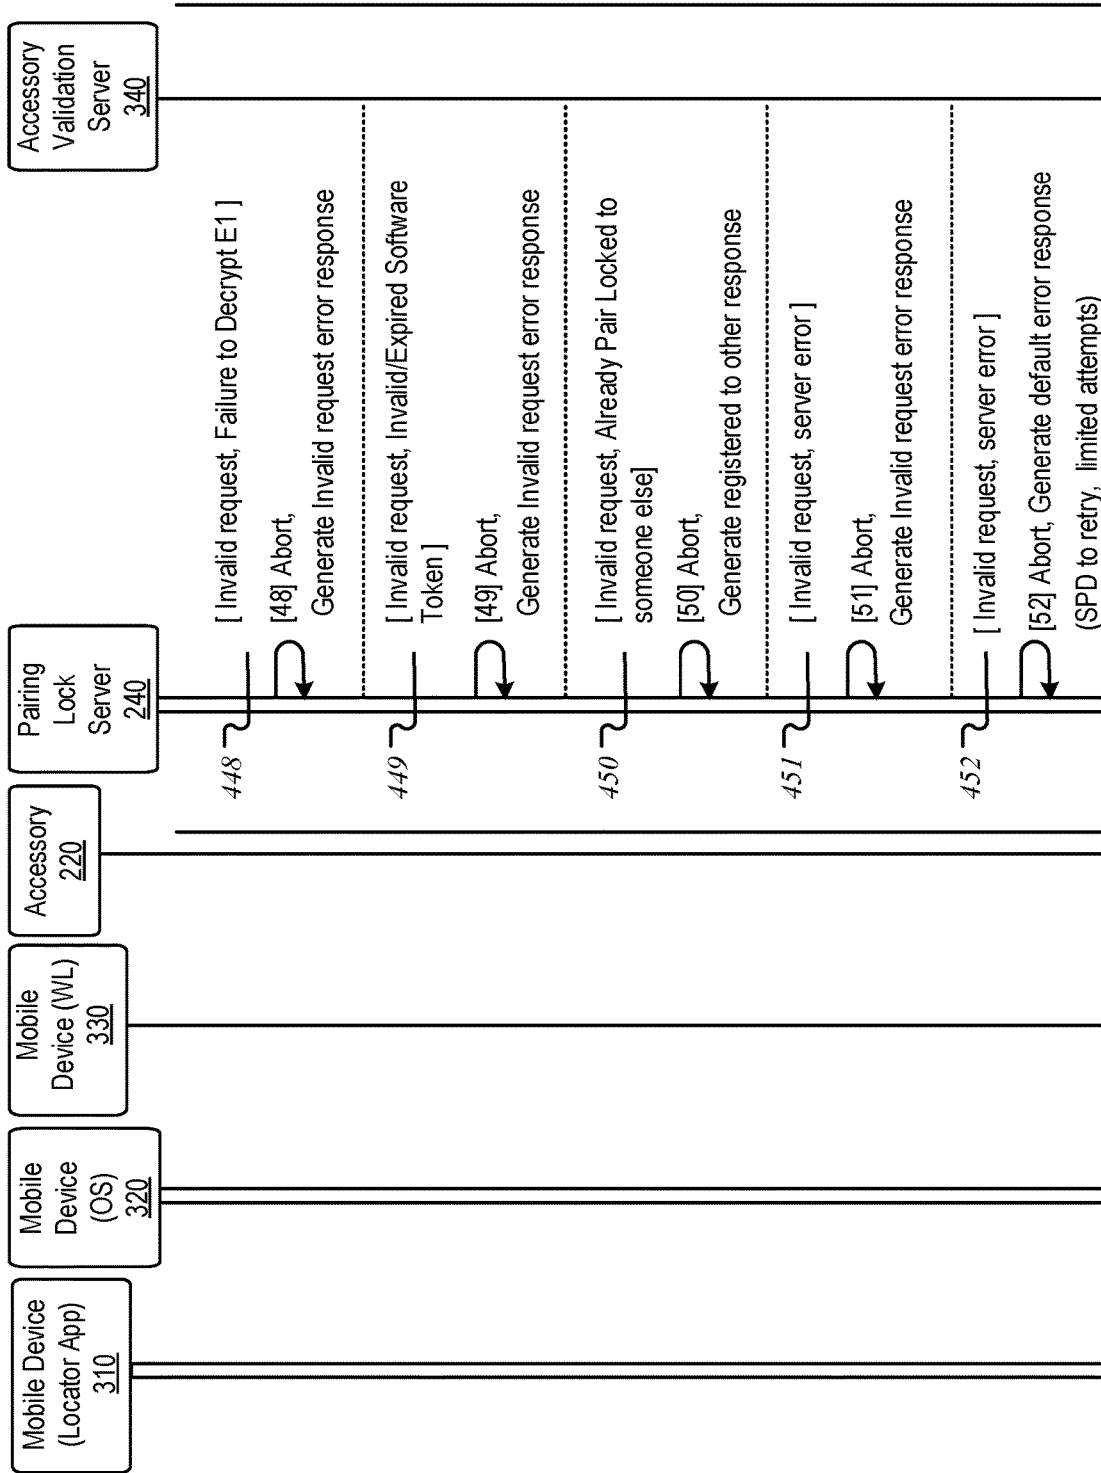 Mobile Device
(Locator App)
310
Mobile
Device
(OS)
320
Mobile
Device (WL)
330
Accessory
220
Pairing
Lock
Server
240
Accessory
Validation
Server
340
448
[ Invalid request, Failure to Decrypt E1 ]
[48] Abort,
Generate Invalid request error response
449
[ Invalid request, Invalid/Expired Software
Token ]
[49] Abort,
Generate Invalid request error response
450
[ Invalid request, Already Pair Locked to
someone else]
[50] Abort,
Generate registered to other response
451
[ Invalid request, server error ]
[51] Abort,
Generate Invalid request error response
452
[ Invalid request, server error ]
[52] Abort, Generate default error response
(SPD to retry, limited attempts)